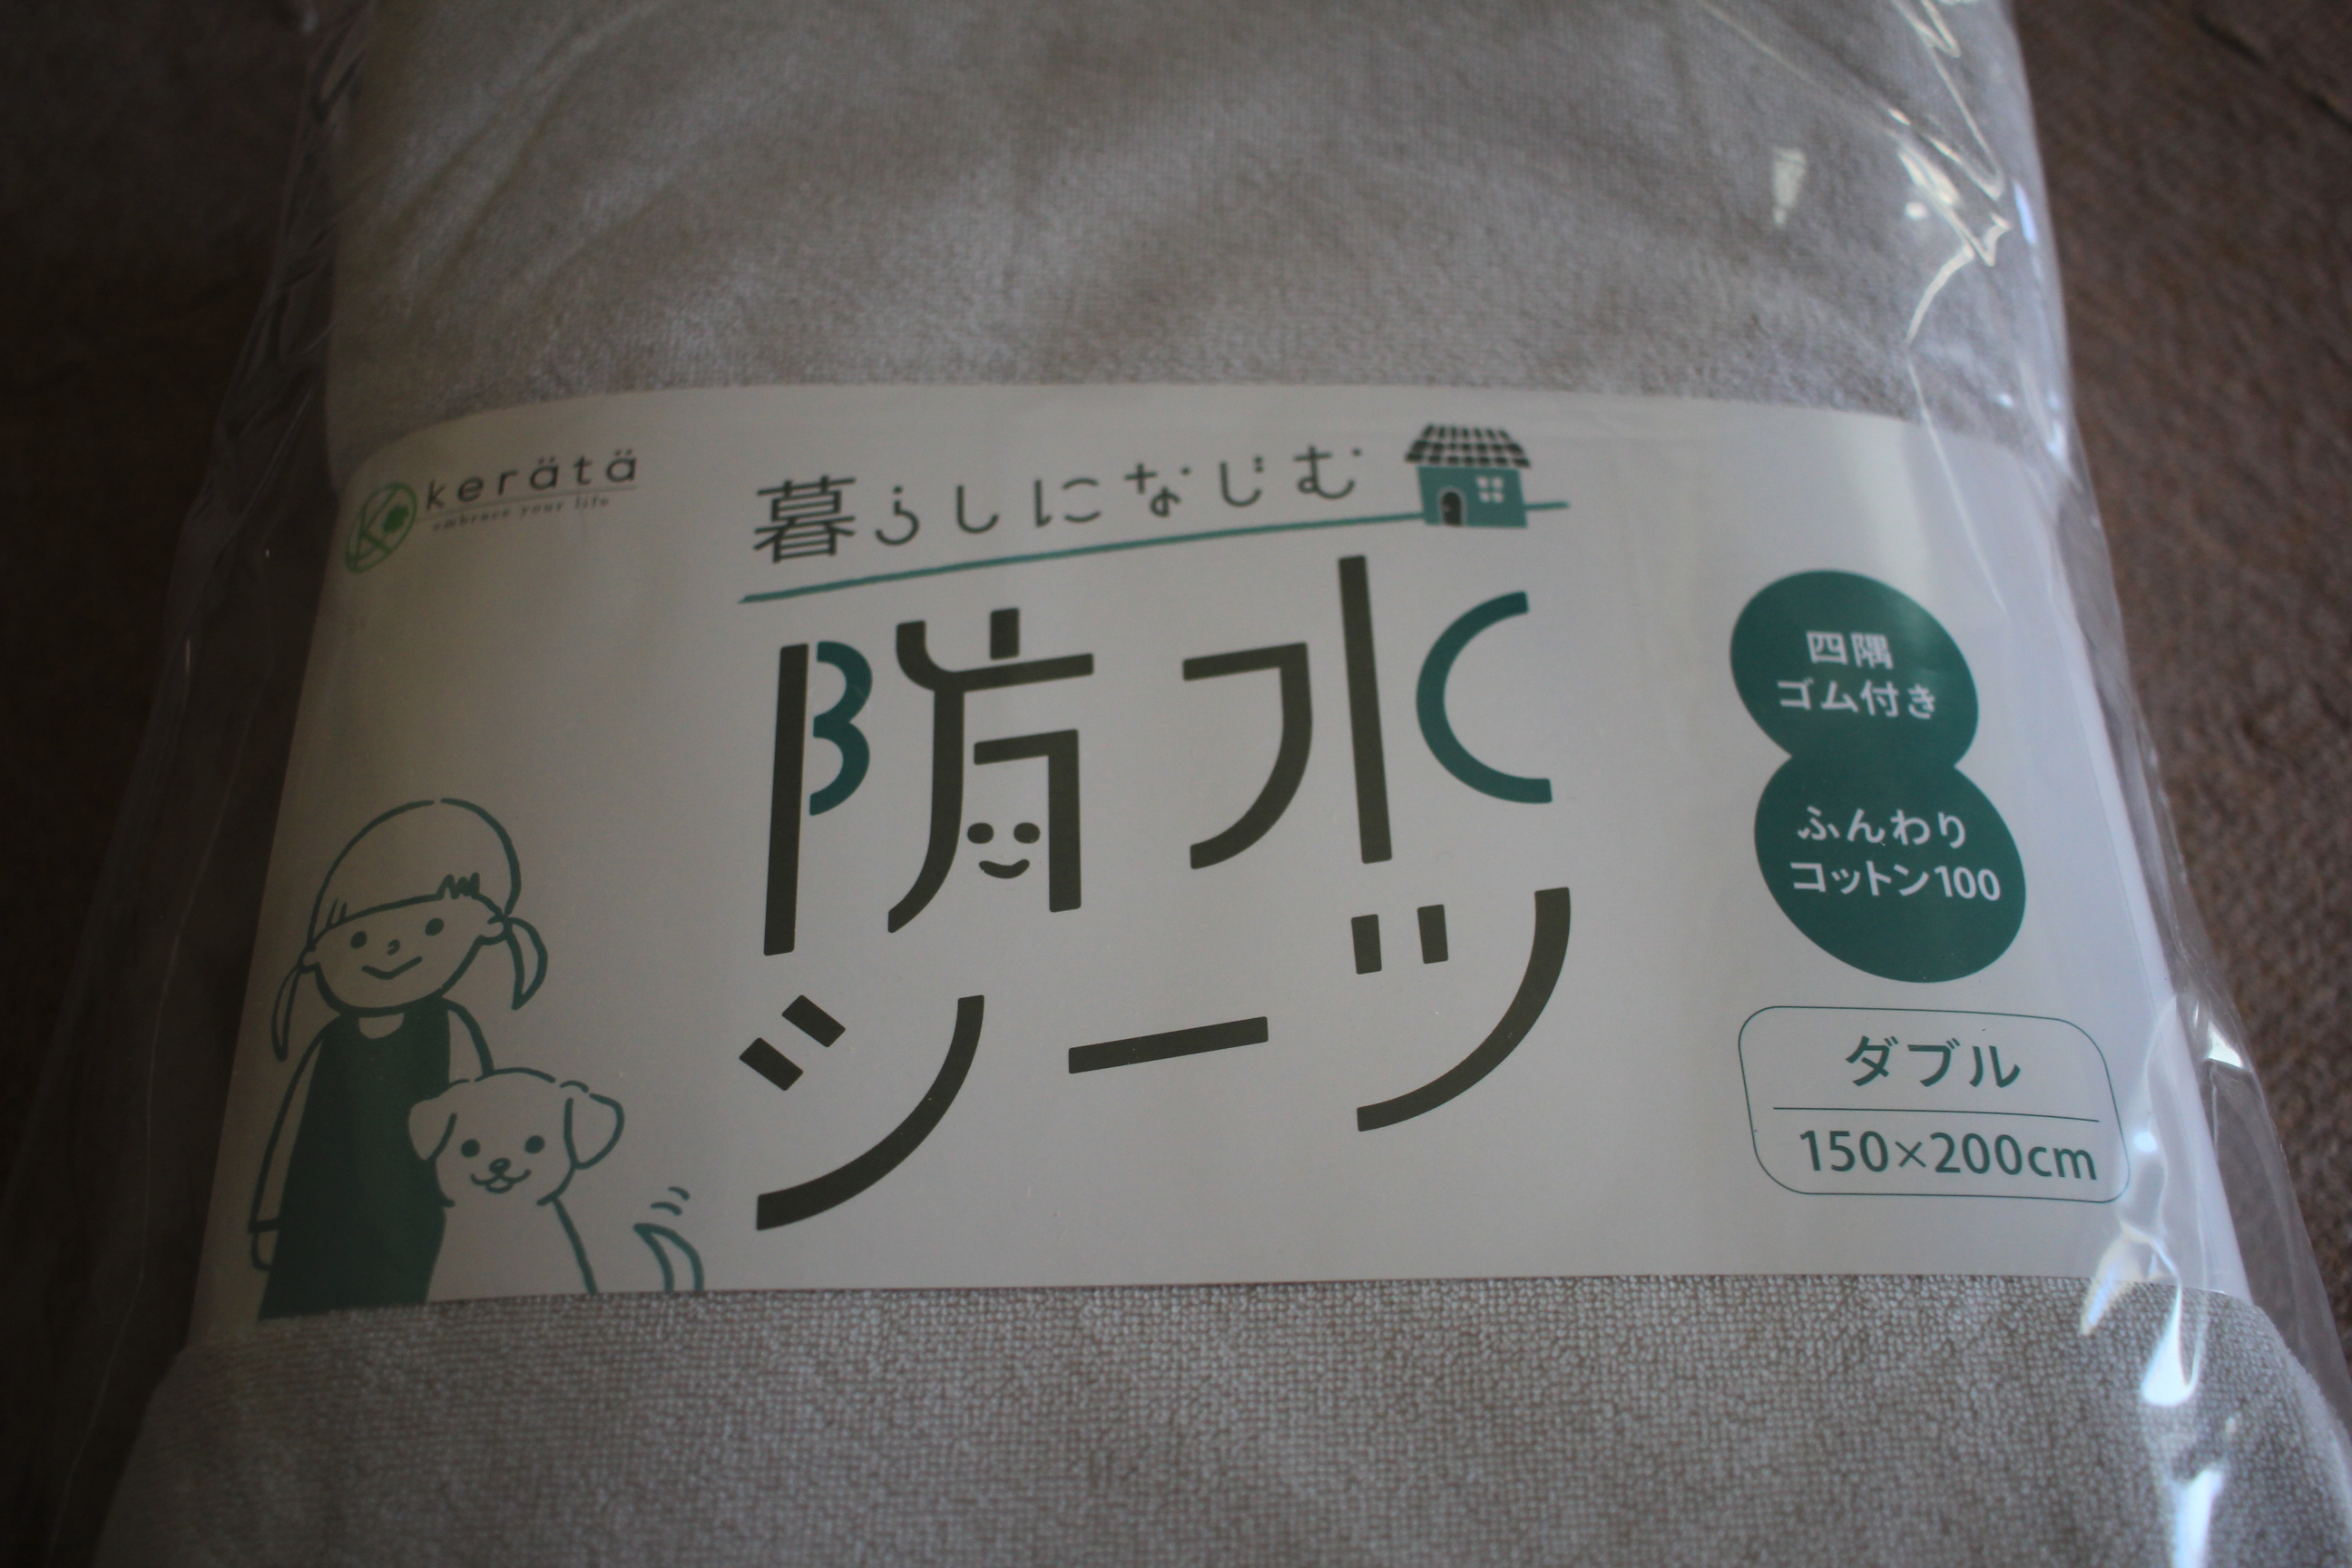 kerätä
embrace your life
暮らしになじむ
防水
シーツ
四隅
ゴム付き
ふんわり
コットン100
ダブル
150×200cm